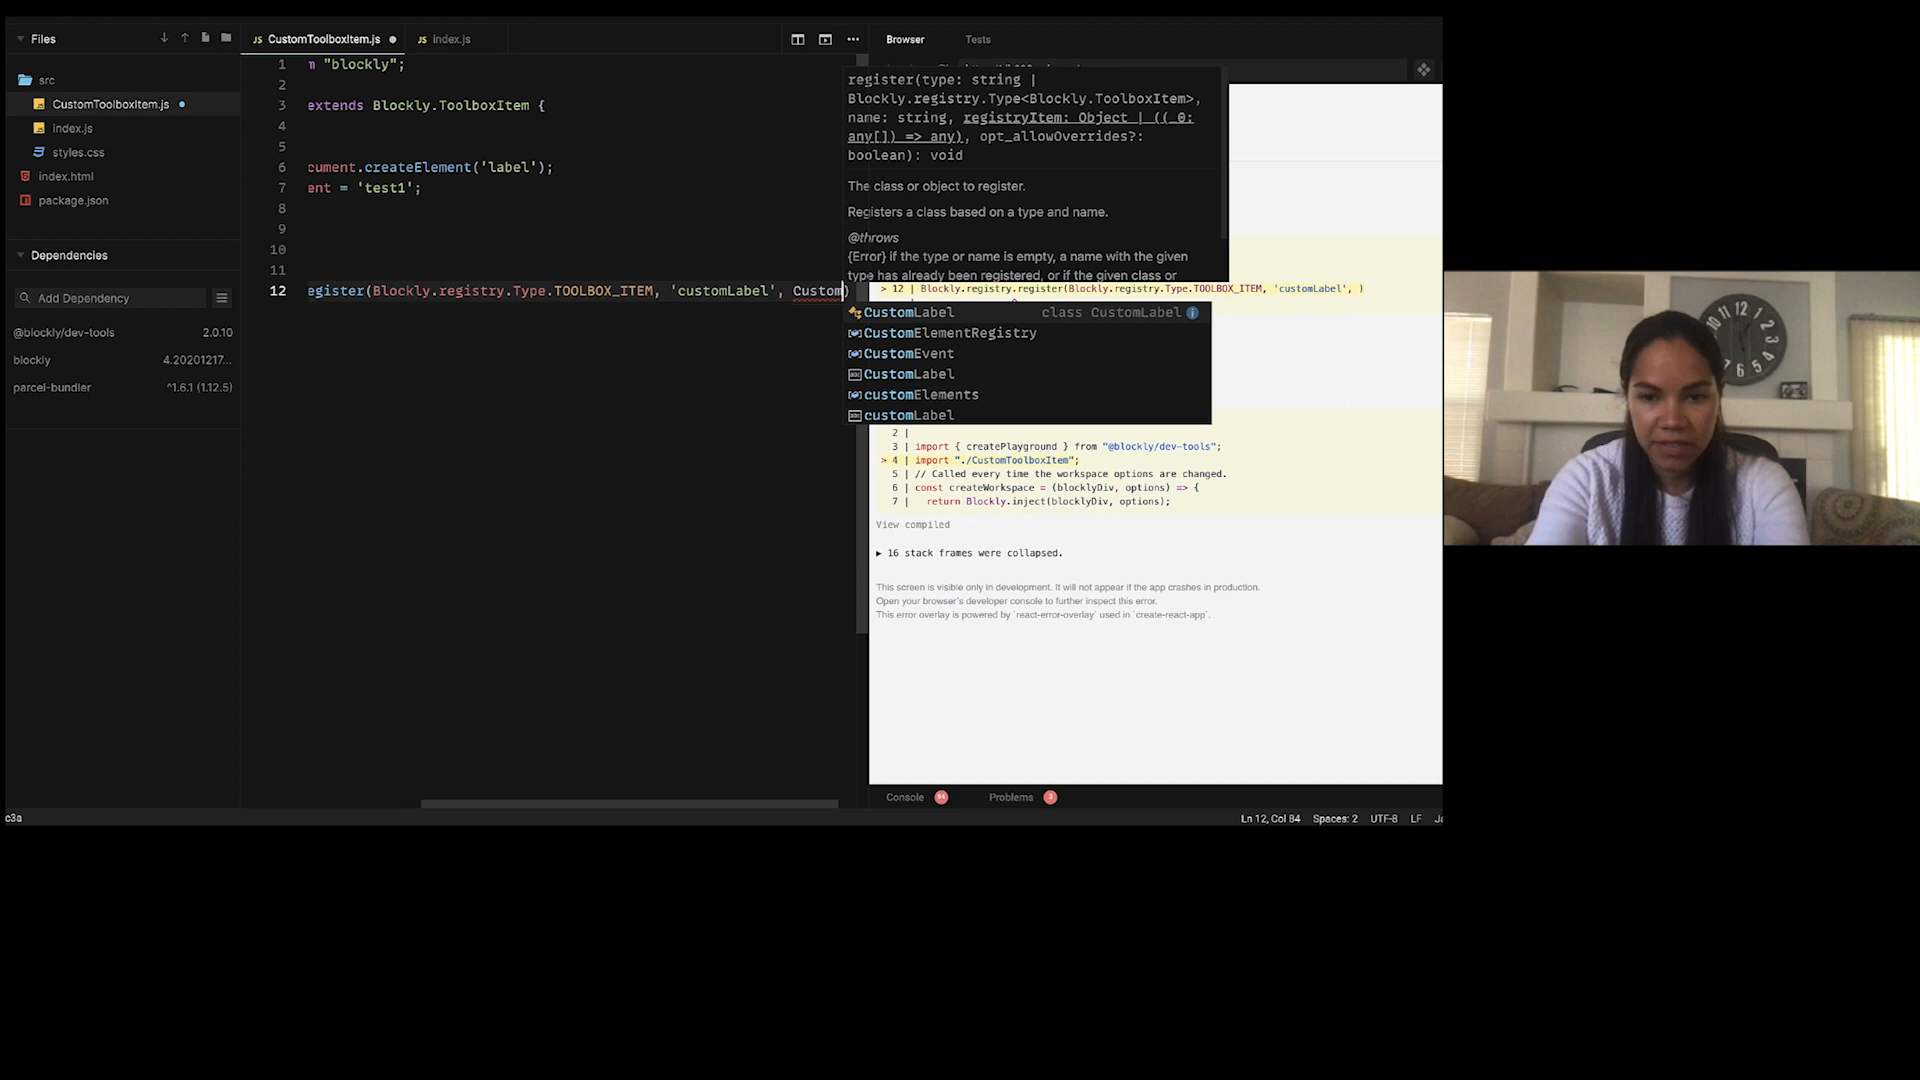 Files
CustomToolboxItem.js
index.js
Browser
Tests
src
CustomToolboxItem.js
index.js
styles.css
index.html
package.json
Dependencies
Add Dependency
@blockly/dev-tools 2.0.10
blockly 4.20201217...
parcel-bundler ^1.6.1 (1.12.5)
1 "blockly";
2
3 extends Blockly.ToolboxItem {
4
5
6 cument.createElement('label');
7 ent = 'test1';
8
9
10
11
12 egister(Blockly.registry.Type.TOOLBOX_ITEM, 'customLabel', Custom)
register(type: string |
Blockly.registry.Type<Blockly.ToolboxItem>,
name: string, registryItem: Object | ((_0:
any[]) => any), opt_allowOverrides?:
boolean): void
The class or object to register.
Registers a class based on a type and name.
@throws
{Error} if the type or name is empty, a name with the given
type has already been registered, or if the given class or
> 12 | Blockly.registry.register(Blockly.registry.Type.TOOLBOX_ITEM, 'customLabel', )
CustomLabel class CustomLabel
CustomElementRegistry
CustomEvent
CustomLabel
customElements
customLabel
2 |
3 | import { createPlayground } from "@blockly/dev-tools";
> 4 | import "./CustomToolboxItem";
5 | // Called every time the workspace options are changed.
6 | const createWorkspace = (blocklyDiv, options) => {
7 | return Blockly.inject(blocklyDiv, options);
View compiled
▶ 16 stack frames were collapsed.
This screen is visible only in development. It will not appear if the app crashes in production.
Open your browser's developer console to further inspect this error.
This error overlay is powered by `react-error-overlay` used in `create-react-app`.
Console 94
Problems 3
c3a
Ln 12, Col 84 Spaces: 2 UTF-8 LF Ja